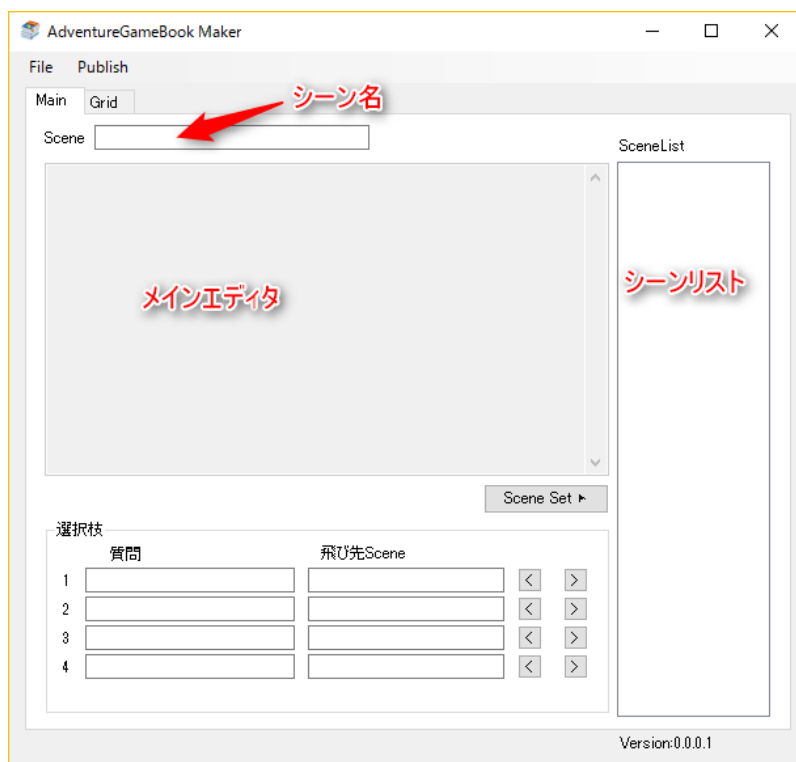 AdventureGameBook Maker
File Publish
Main Grid
シーン名
Scene
SceneList
メインエディタ
シーンリスト
Scene Set ▸
選択枝
質問 飛び先Scene
1 < >
2 < >
3 < >
4 < >
Version:0.0.0.1